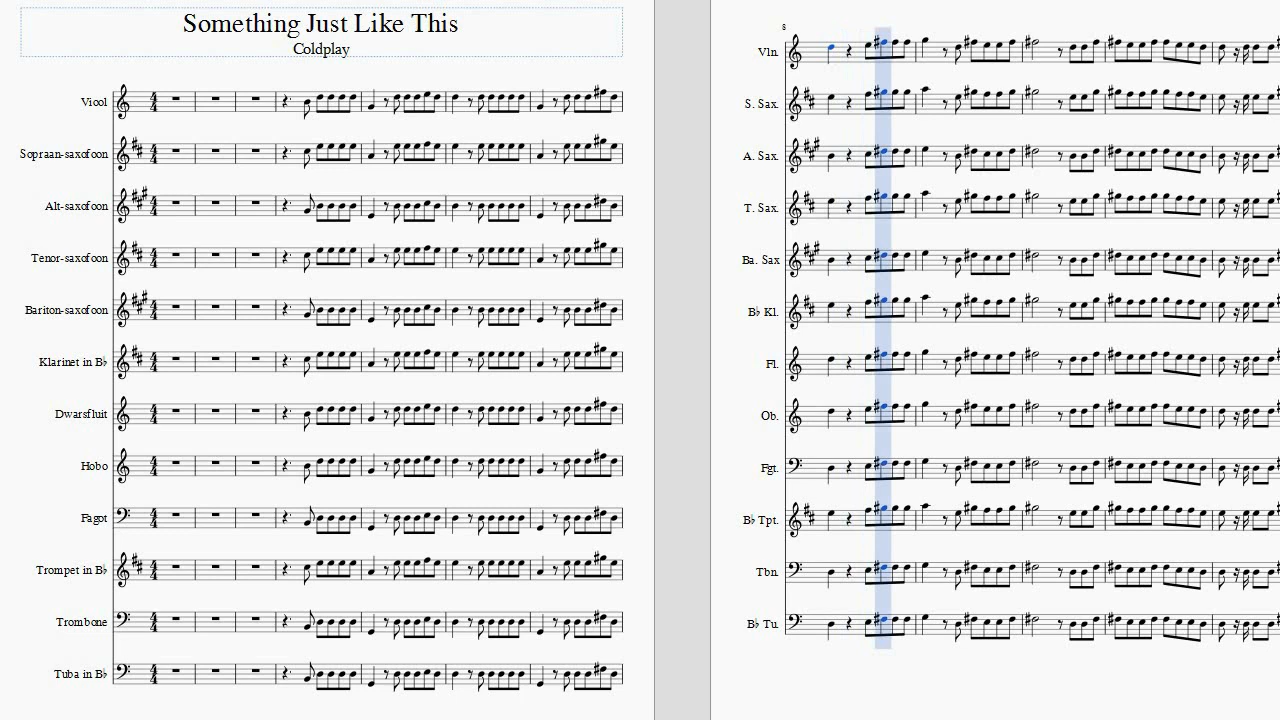 Something Just Like This
Coldplay
Viool
Sopraan-saxofoon
Alt-saxofoon
Tenor-saxofoon
Bariton-saxofoon
Klarinet in B♭
Dwarsfluit
Hobo
Fagot
Trompet in B♭
Trombone
Tuba in B♭
8
Vln.
S. Sax.
A. Sax.
T. Sax.
Ba. Sax
B♭ Kl.
Fl.
Ob.
Fgt.
B♭ Tpt.
Tbn.
B♭ Tu.